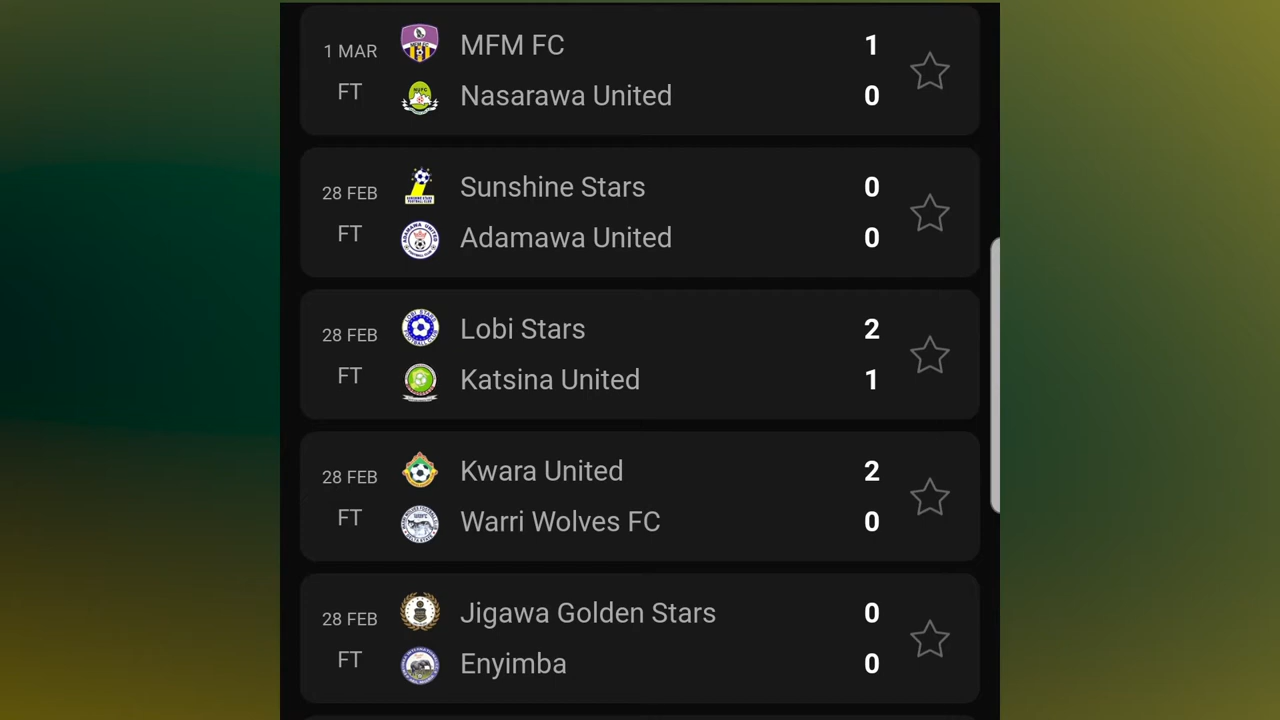 1 MAR
MFM FC 1
FT
Nasarawa United 0
28 FEB
Sunshine Stars 0
FT
Adamawa United 0
28 FEB
Lobi Stars 2
FT
Katsina United 1
28 FEB
Kwara United 2
FT
Warri Wolves FC 0
28 FEB
Jigawa Golden Stars 0
FT
Enyimba 0